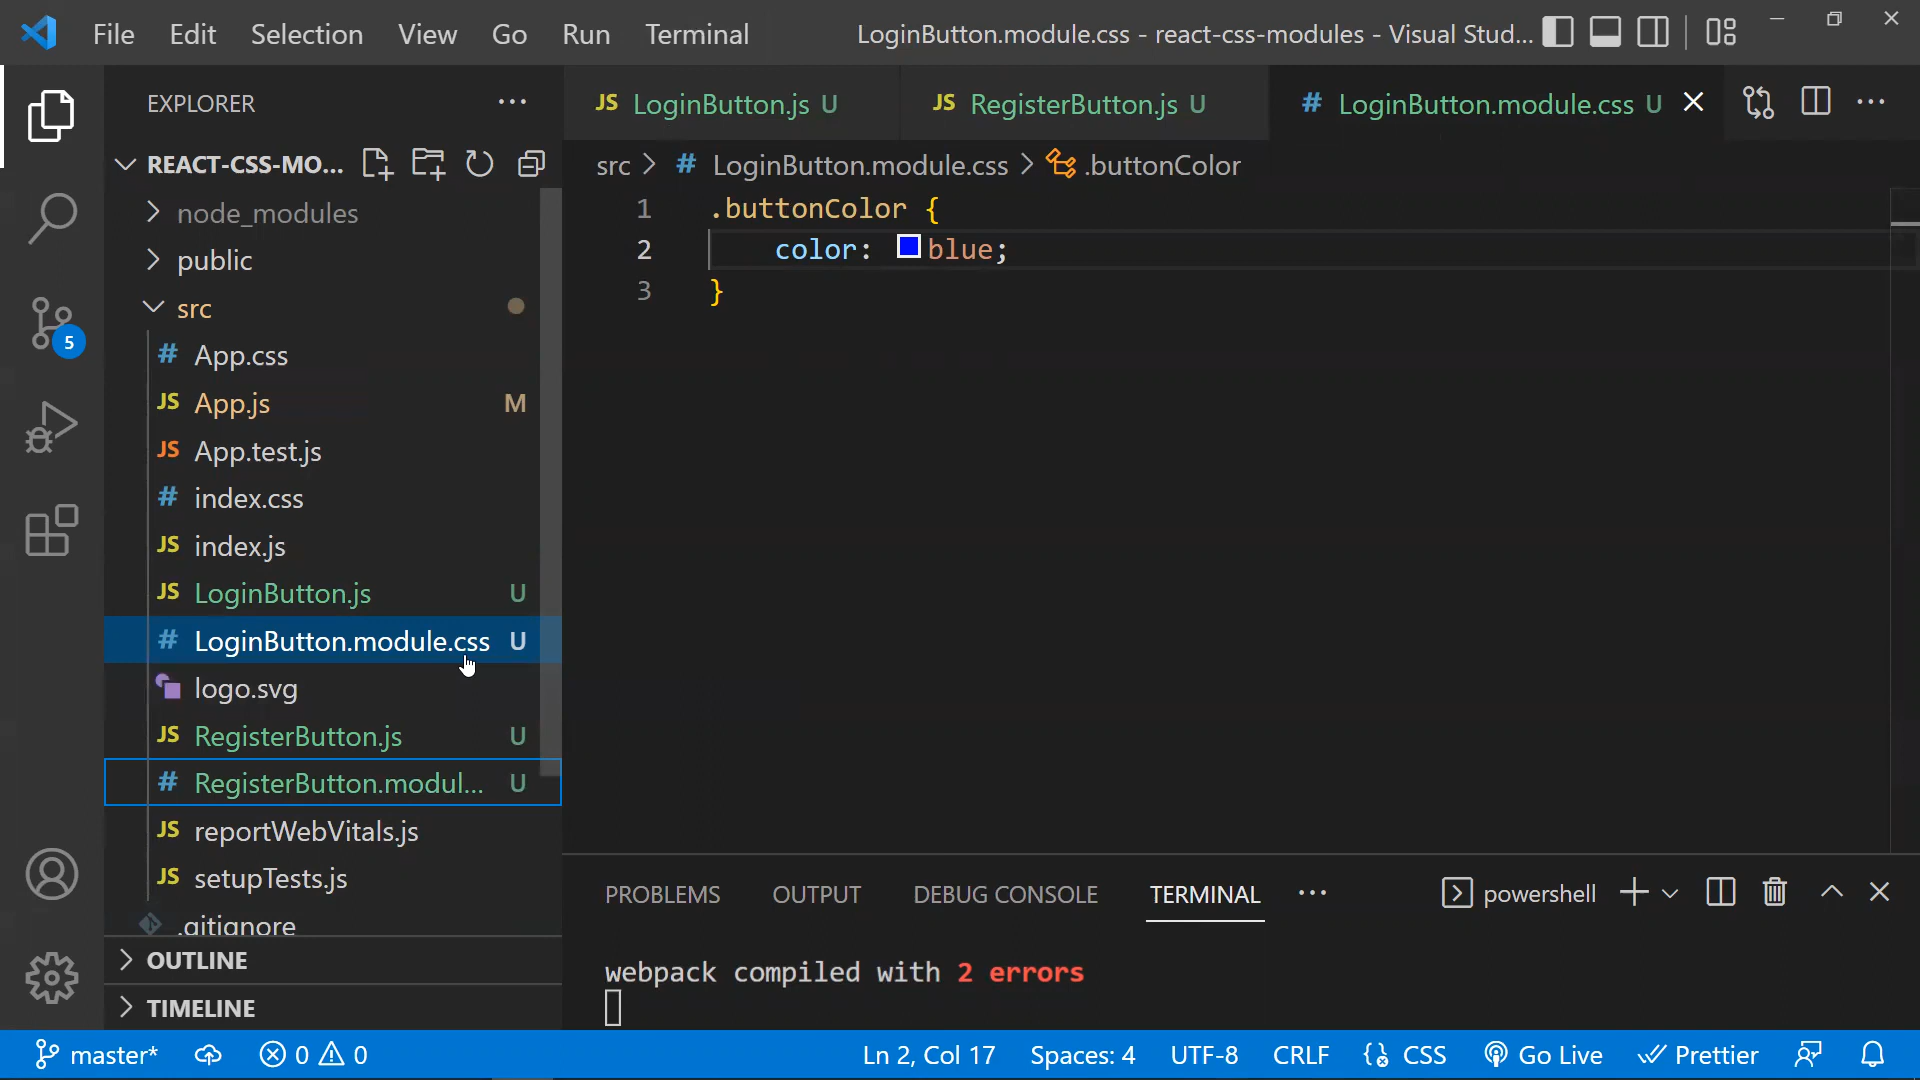 File Edit Selection View Go Run Terminal LoginButton.module.css - react-css-modules - Visual Stud...
EXPLORER ...
JS LoginButton.js U
JS RegisterButton.js U
# LoginButton.module.css U
REACT-CSS-MO...
src > # LoginButton.module.css > .buttonColor
node_modules
public
src
# App.css
JS App.js M
JS App.test.js
# index.css
JS index.js
JS LoginButton.js U
# LoginButton.module.css U
logo.svg
JS RegisterButton.js U
# RegisterButton.modul... U
JS reportWebVitals.js
JS setupTests.js
.gitignore
OUTLINE
TIMELINE
5
1 .buttonColor {
2 color: blue;
3 }
PROBLEMS OUTPUT DEBUG CONSOLE TERMINAL ... powershell
webpack compiled with 2 errors
master* 0 0 Ln 2, Col 17 Spaces: 4 UTF-8 CRLF {} CSS Go Live Prettier